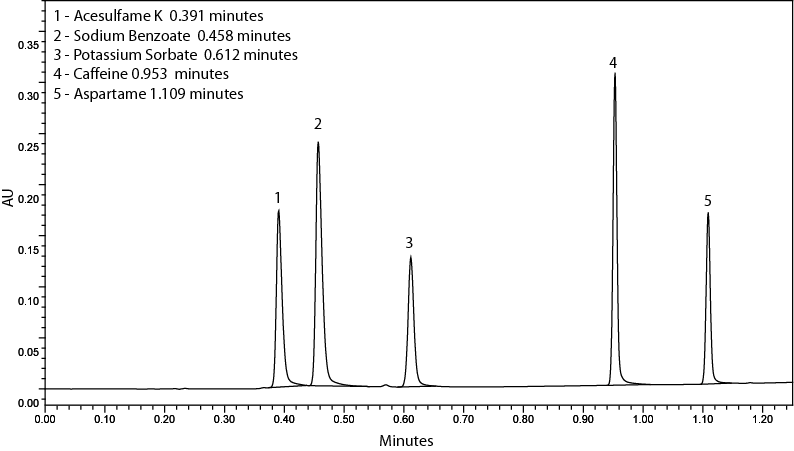 1 - Acesulfame K  0.391 minutes
2 - Sodium Benzoate  0.458 minutes
3 - Potassium Sorbate  0.612 minutes
4 - Caffeine 0.953  minutes
5 - Aspartame 1.109 minutes
4
2
1
5
3
AU
0.35
0.30
0.25
0.20
0.15
0.10
0.05
0.00
0.00 0.10 0.20 0.30 0.40 0.50 0.60 0.70 0.80 0.90 1.00 1.10 1.20
Minutes